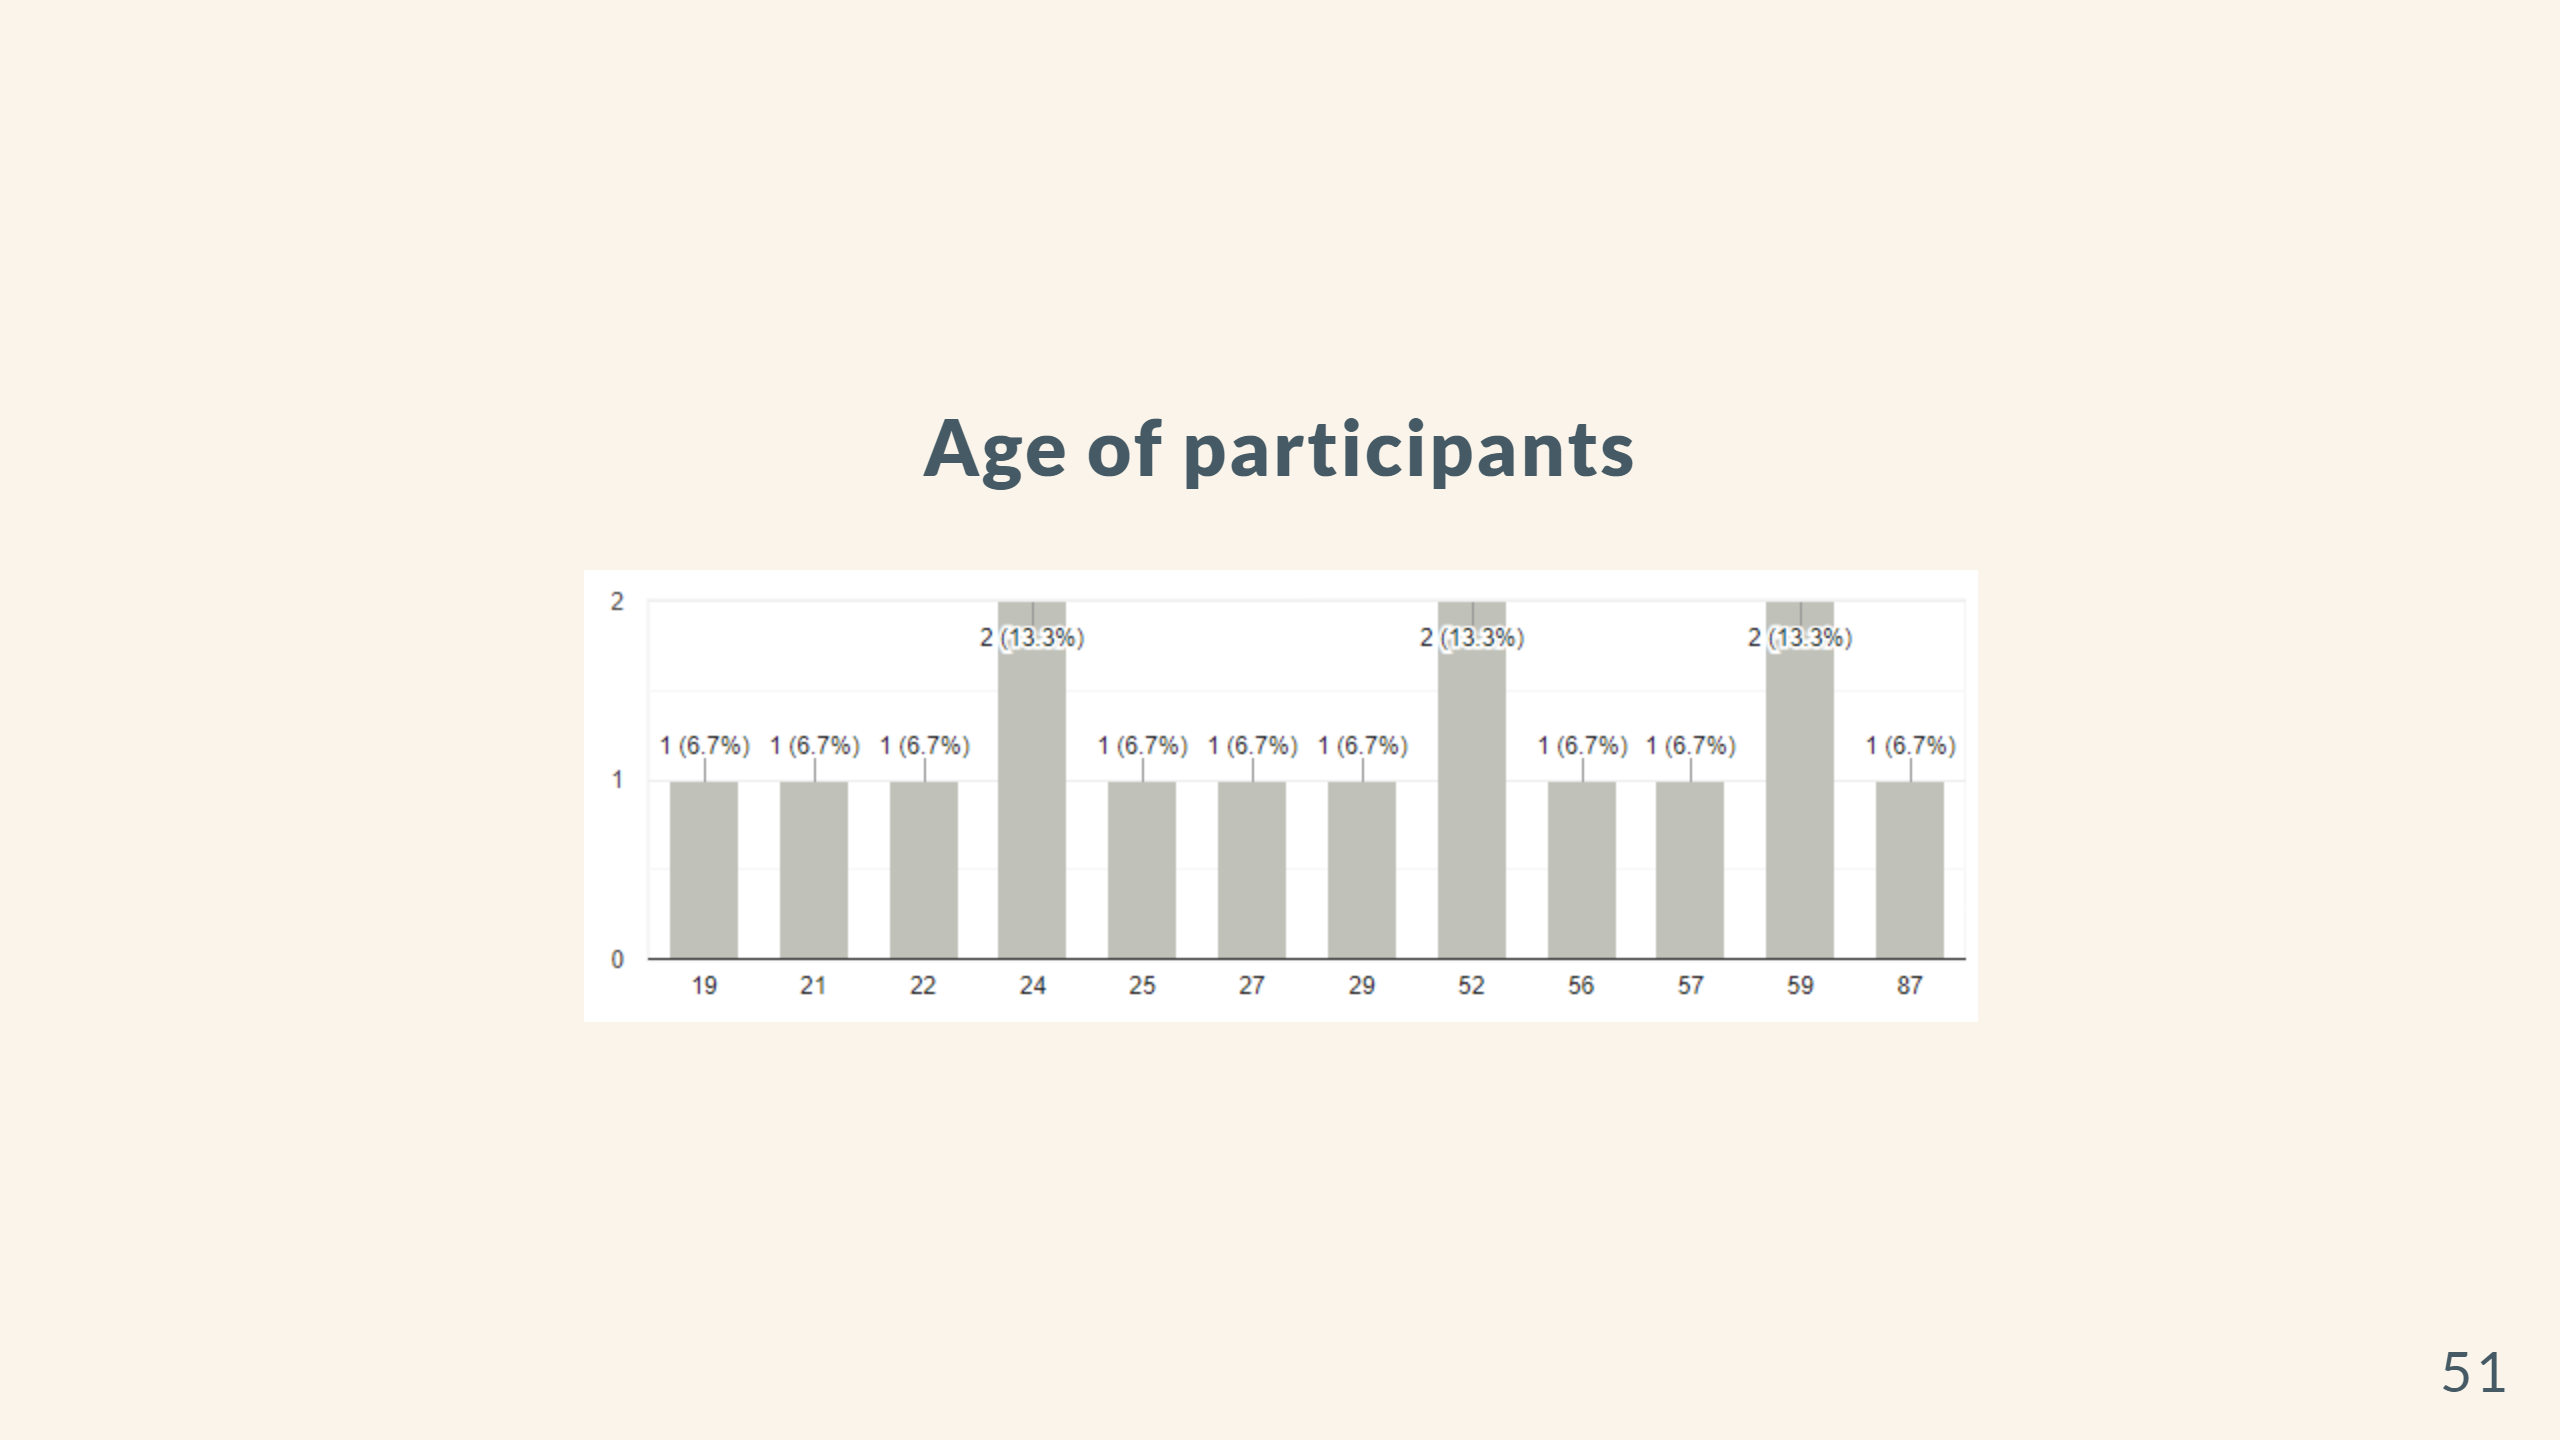 Age of participants
2
2 (13.3%) 2 (13.3%) 2 (13.3%)
1 (6.7%) 1 (6.7%) 1 (6.7%) 1 (6.7%) 1 (6.7%) 1 (6.7%) 1 (6.7%) 1 (6.7%) 1 (6.7%)
1
0
19 21 22 24 25 27 29 52 56 57 59 87
51